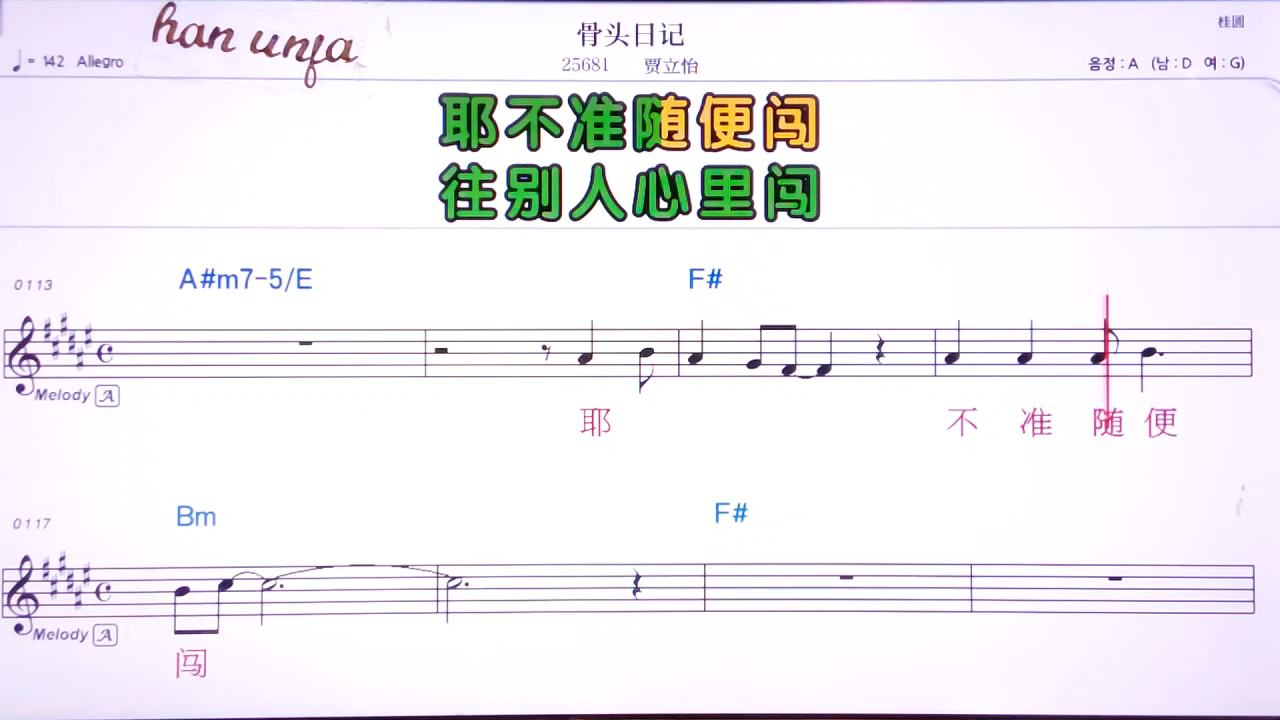 han unfa
骨头日记
桂圆
♩= 142 Allegro
25681 贾立怡
음정 : A (남 : D 여 : G)
耶不准随便闯
往别人心里闯
0113
A#m7-5/E F#
Melody A
耶 不 准 随 便
0117
Bm F#
Melody A
闯